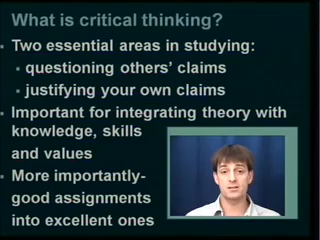 What is critical thinking?
Two essential areas in studying:
questioning others' claims
justifying your own claims
Important for integrating theory with
knowledge, skills
and values
More importantly-
good assignments
into excellent ones